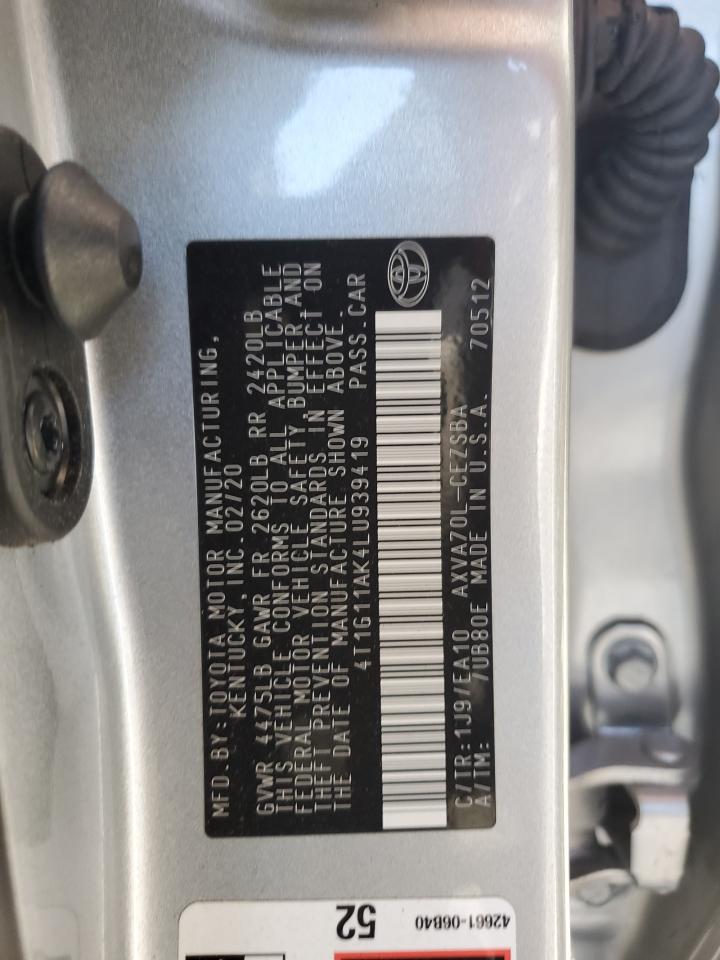 MFD.BY:TOYOTA MOTOR MANUFACTURING,
KENTUCKY,INC.02/20
GVWR 4475LB GAWR FR 2620LB RR 2420LB
THIS VEHICLE CONFORMS TO ALL APPLICABLE
FEDERAL MOTOR VEHICLE SAFETY,BUMPER,AND
THEFT PREVENTION STANDARDS IN EFFECT ON
THE DATE OF MANUFACTURE SHOWN ABOVE.
4T1G11AK4LU939419 PASS.CAR
C/TR:1J9/EA10 AXVA70L-CEZSBA
A/TM: /UB80E MADE IN U.S.A. 70512
52
42661-06B40